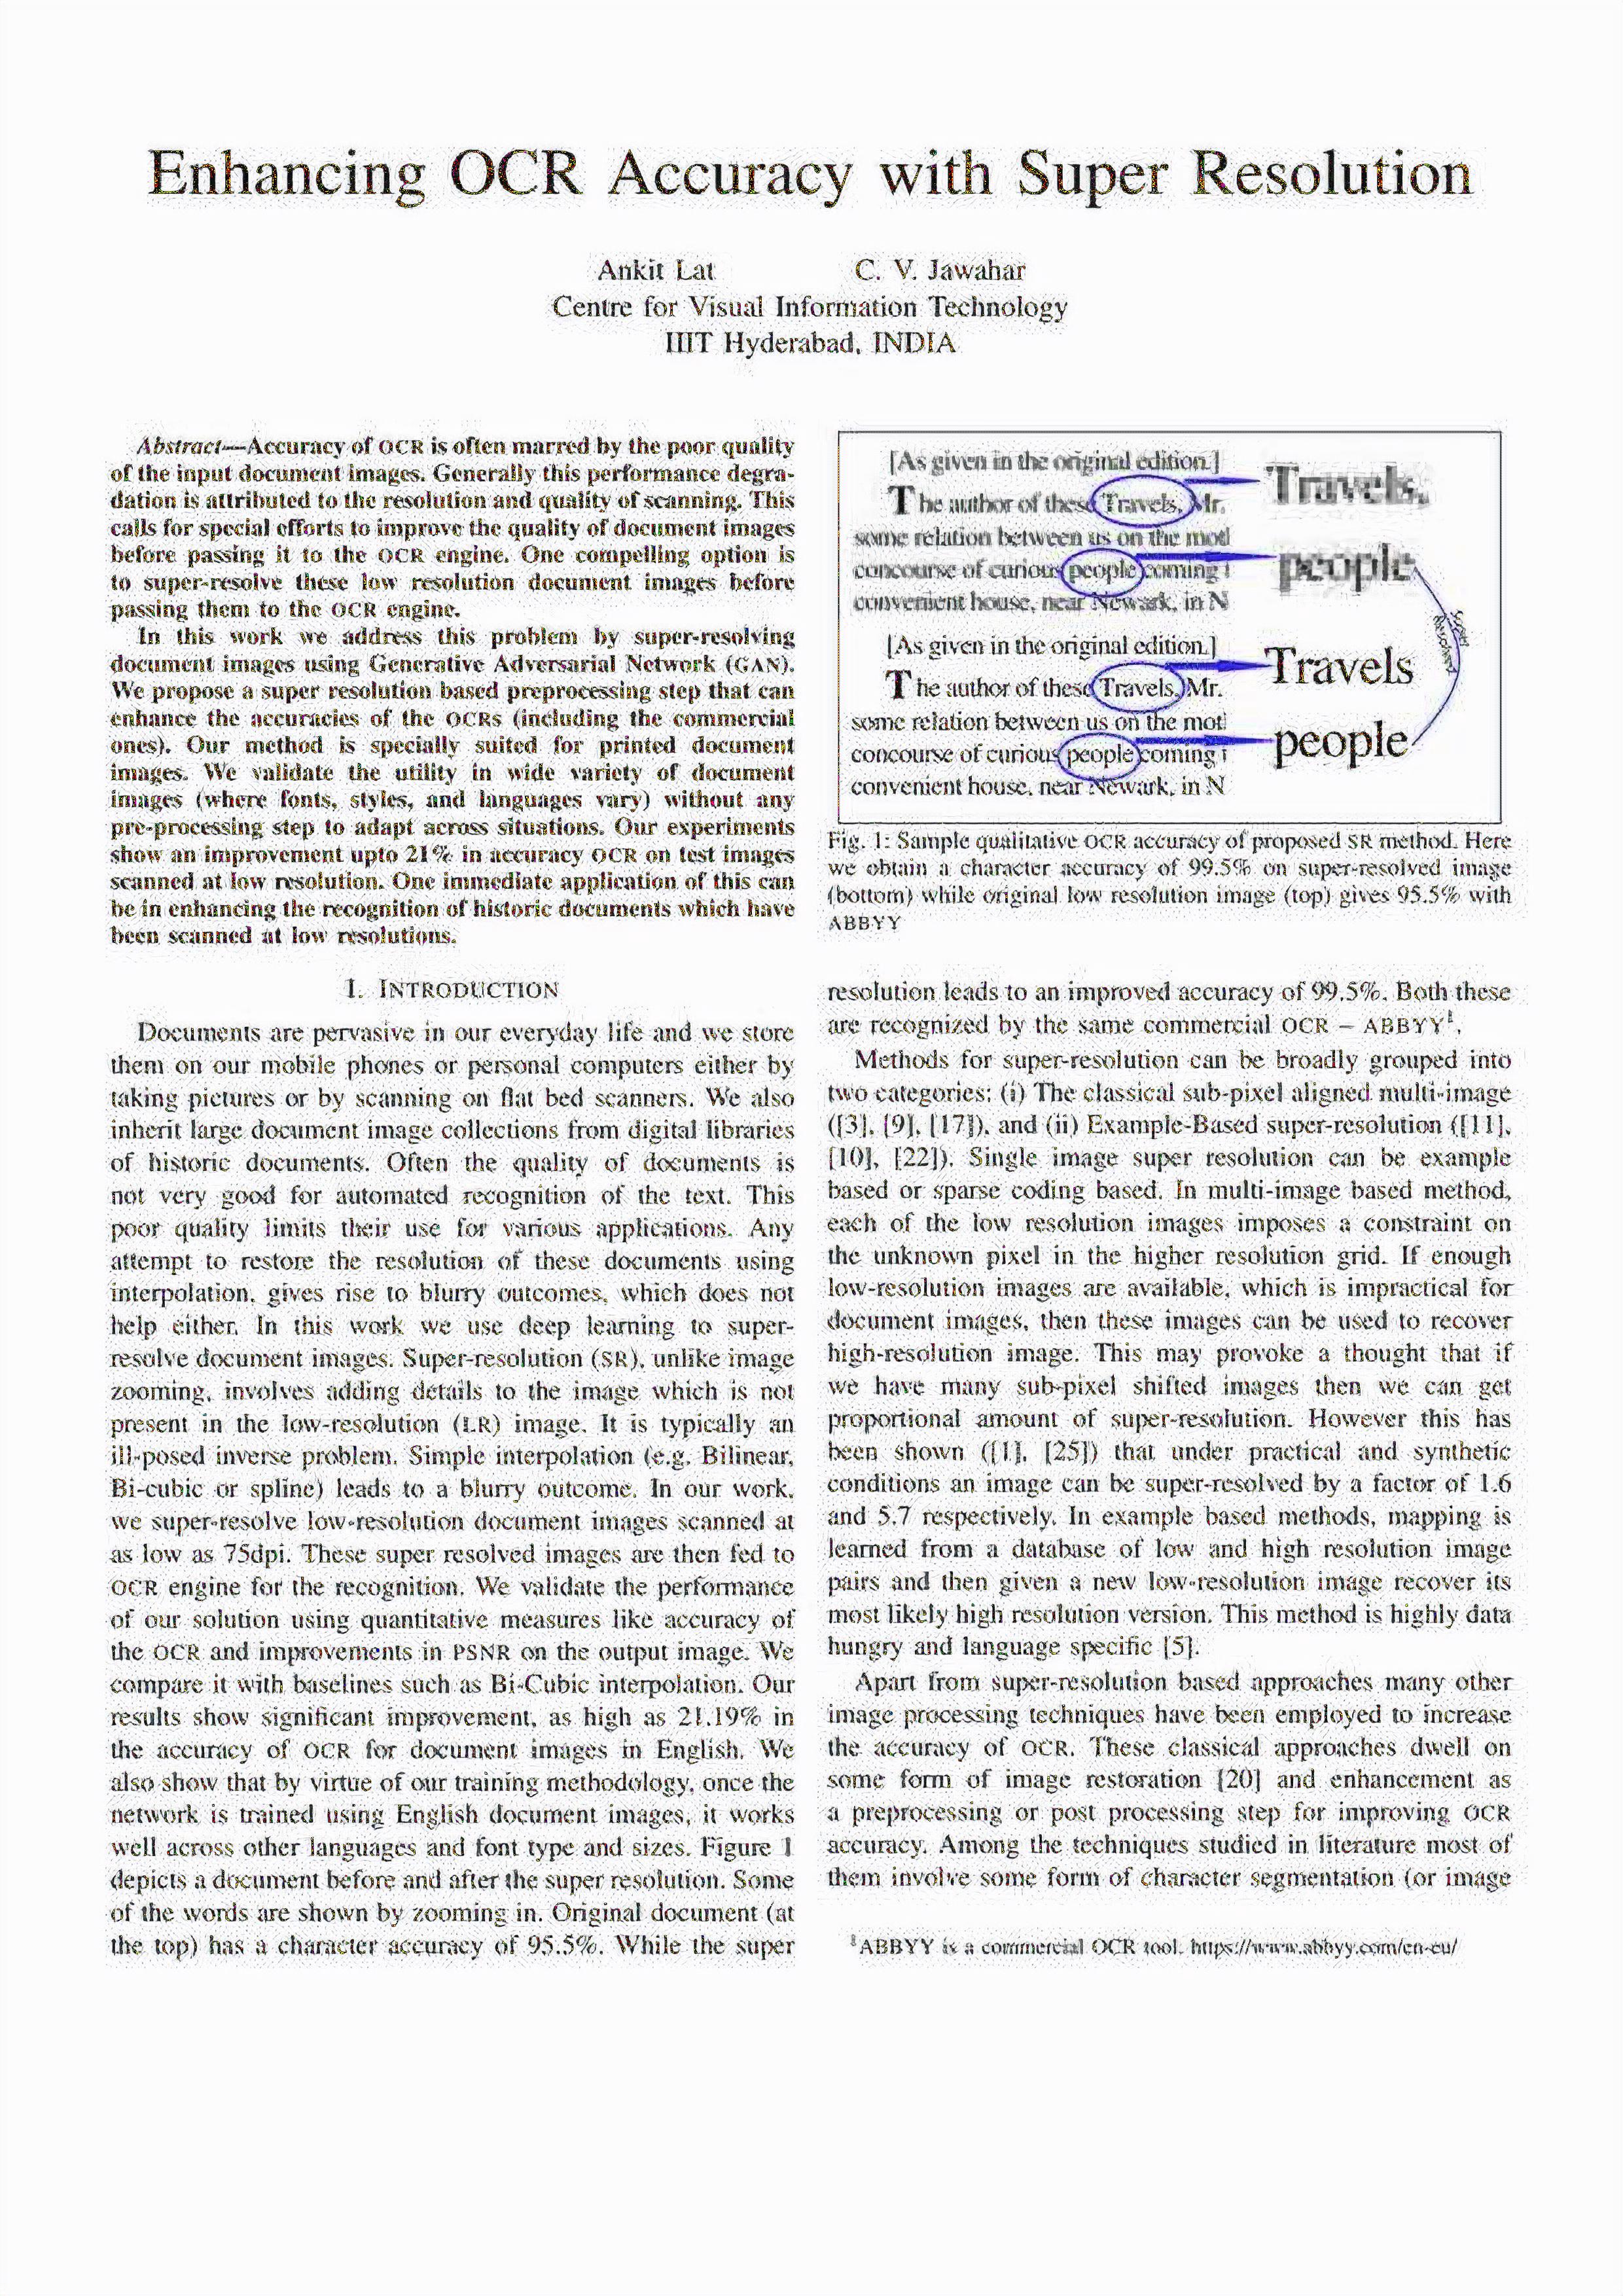 Enhancing OCR Accuracy with Super Resolution
Ankit Lat C. V. Jawahar
Centre for Visual Information Technology
IIIT Hyderabad, INDIA
Abstract—Accuracy of OCR is often marred by the poor quality
of the input document images. Generally this performance degra-
dation is attributed to the resolution and quality of scanning. This
calls for special efforts to improve the quality of document images
before passing it to the OCR engine. One compelling option is
to super-resolve these low resolution document images before
passing them to the OCR engine.
In this work we address this problem by super-resolving
document images using Generative Adversarial Network (GAN).
We propose a super resolution based preprocessing step that can
enhance the accuracies of the OCRs (including the commercial
ones). Our method is specially suited for printed document
images. We validate the utility in wide variety of document
images (where fonts, styles, and languages vary) without any
pre-processing step to adapt across situations. Our experiments
show an improvement upto 21% in accuracy OCR on test images
scanned at low resolution. One immediate application of this can
be in enhancing the recognition of historic documents which have
been scanned at low resolutions.
I. INTRODUCTION
Documents are pervasive in our everyday life and we store
them on our mobile phones or personal computers either by
taking pictures or by scanning on flat bed scanners. We also
inherit large document image collections from digital libraries
of historic documents. Often the quality of documents is
not very good for automated recognition of the text. This
poor quality limits their use for various applications. Any
attempt to restore the resolution of these documents using
interpolation, gives rise to blurry outcomes, which does not
help either. In this work we use deep learning to super-
resolve document images. Super-resolution (SR), unlike image
zooming, involves adding details to the image which is not
present in the low-resolution (LR) image. It is typically an
ill-posed inverse problem. Simple interpolation (e.g. Bilinear,
Bi-cubic or spline) leads to a blurry outcome. In our work,
we super-resolve low-resolution document images scanned at
as low as 75dpi. These super resolved images are then fed to
OCR engine for the recognition. We validate the performance
of our solution using quantitative measures like accuracy of
the OCR and improvements in PSNR on the output image. We
compare it with baselines such as Bi-Cubic interpolation. Our
results show significant improvement, as high as 21.19% in
the accuracy of OCR for document images in English. We
also show that by virtue of our training methodology, once the
network is trained using English document images, it works
well across other languages and font type and sizes. Figure 1
depicts a document before and after the super resolution. Some
of the words are shown by zooming in. Original document (at
the top) has a character accuracy of 95.5%. While the super
[As given in the original edition.]
The author of these Travels, Mr.
some relation between us on the motl
concourse of curious people coming t
convenient house, near Newark, in N
Travels,
people
[As given in the original edition.]
The author of these Travels, Mr.
some relation between us on the motl
concourse of curious people coming t
convenient house, near Newark, in N
Travels
people
Super
Resolved
Fig. 1: Sample qualitative OCR accuracy of proposed SR method. Here
we obtain a character accuracy of 99.5% on super-resolved image
(bottom) while original low resolution image (top) gives 95.5% with
ABBYY
resolution leads to an improved accuracy of 99.5%. Both these
are recognized by the same commercial OCR – ABBYY¹.
Methods for super-resolution can be broadly grouped into
two categories: (i) The classical sub-pixel aligned multi-image
([3], [9], [17]), and (ii) Example-Based super-resolution ([11],
[10], [22]). Single image super resolution can be example
based or sparse coding based. In multi-image based method,
each of the low resolution images imposes a constraint on
the unknown pixel in the higher resolution grid. If enough
low-resolution images are available, which is impractical for
document images, then these images can be used to recover
high-resolution image. This may provoke a thought that if
we have many sub-pixel shifted images then we can get
proportional amount of super-resolution. However this has
been shown ([1], [25]) that under practical and synthetic
conditions an image can be super-resolved by a factor of 1.6
and 5.7 respectively. In example based methods, mapping is
learned from a database of low and high resolution image
pairs and then given a new low-resolution image recover its
most likely high resolution version. This method is highly data
hungry and language specific [5].
Apart from super-resolution based approaches many other
image processing techniques have been employed to increase
the accuracy of OCR. These classical approaches dwell on
some form of image restoration [20] and enhancement as
a preprocessing or post processing step for improving OCR
accuracy. Among the techniques studied in literature most of
them involve some form of character segmentation (or image
¹ABBYY is a commercial OCR tool. https://www.abbyy.com/en-eu/